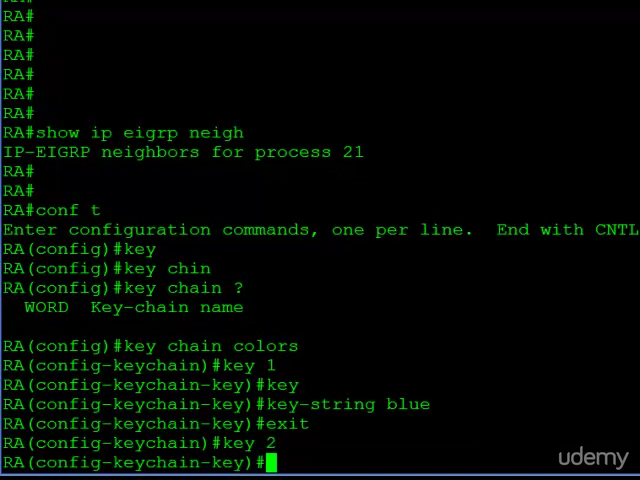 RA#
RA#
RA#
RA#
RA#
RA#
RA#show ip eigrp neigh
IP-EIGRP neighbors for process 21
RA#
RA#
RA#conf t
Enter configuration commands, one per line.  End with CNTL
RA(config)#key
RA(config)#key chin
RA(config)#key chain ?
  WORD  Key-chain name
RA(config)#key chain colors
RA(config-keychain)#key 1
RA(config-keychain-key)#key
RA(config-keychain-key)#key-string blue
RA(config-keychain-key)#exit
RA(config-keychain)#key 2
RA(config-keychain-key)#
udemy